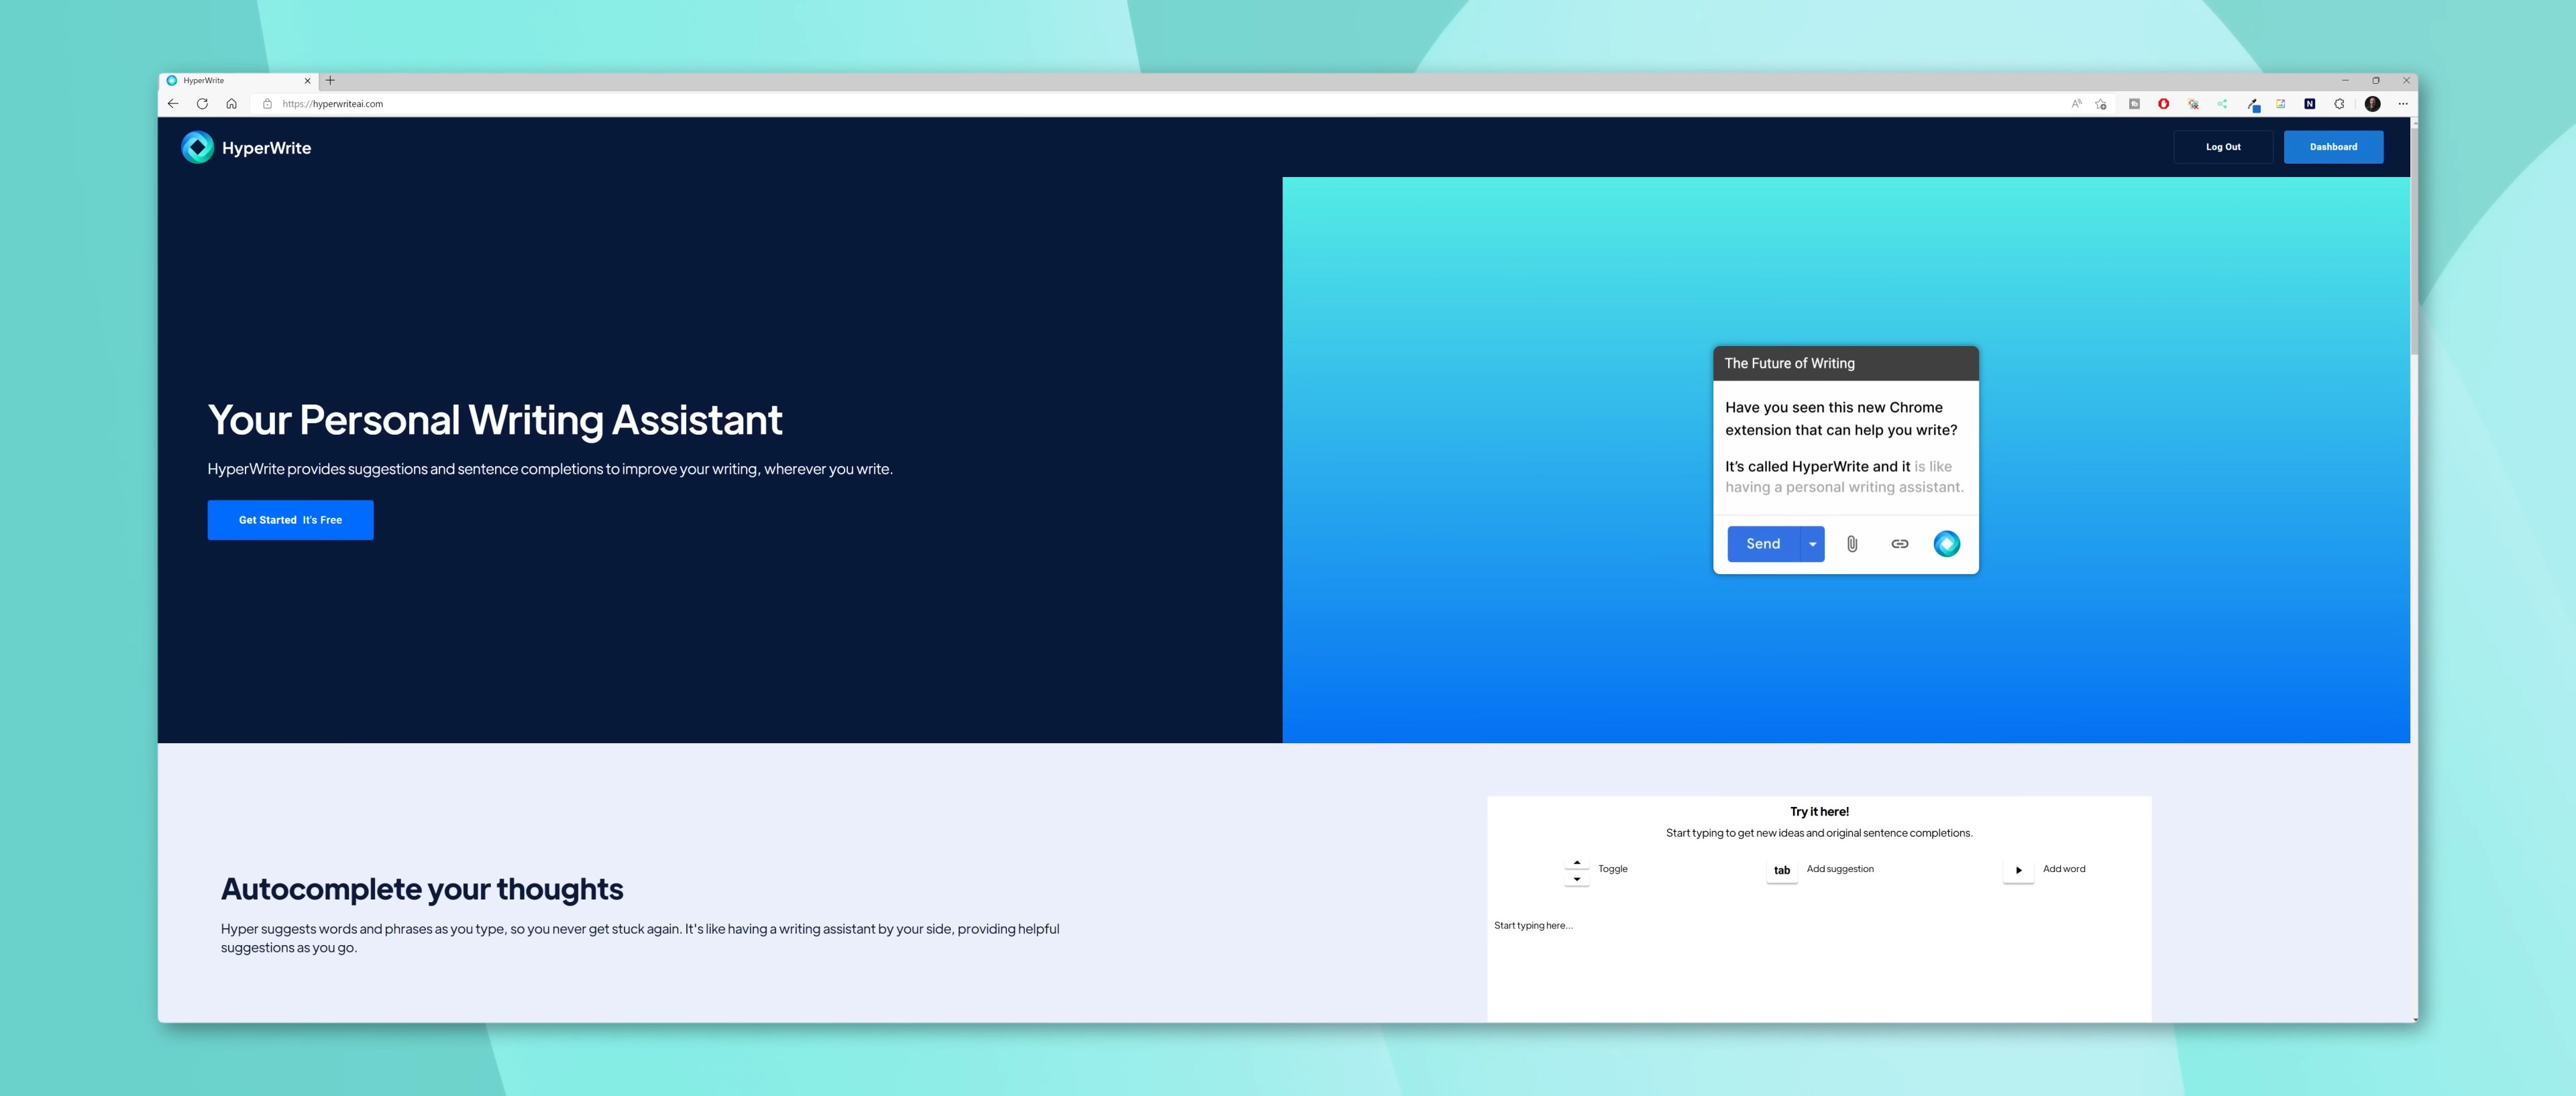 HyperWrite
https://hyperwriteai.com
HyperWrite
Log Out
Dashboard
Your Personal Writing Assistant
HyperWrite provides suggestions and sentence completions to improve your writing, wherever you write.
Get Started It's Free
The Future of Writing
Have you seen this new Chrome
extension that can help you write?
It's called HyperWrite and it is like
having a personal writing assistant.
Send
Autocomplete your thoughts
Hyper suggests words and phrases as you type, so you never get stuck again. It's like having a writing assistant by your side, providing helpful
suggestions as you go.
Try it here!
Start typing to get new ideas and original sentence completions.
Toggle
tab
Add suggestion
Add word
Start typing here...